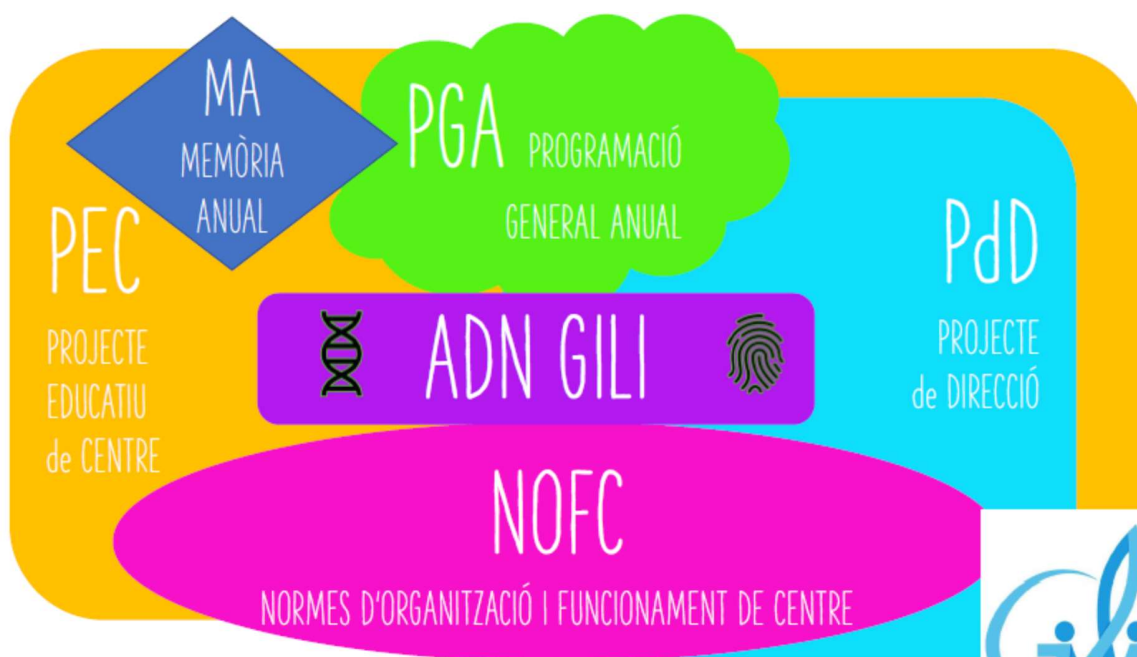 MA
MEMÒRIA
ANUAL
PGA PROGRAMACIÓ
GENERAL ANUAL
PEC
PROJECTE
EDUCATIU
de CENTRE
PdD
PROJECTE
de DIRECCIÓ
ADN GILI
NOFC
NORMES D'ORGANITZACIÓ I FUNCIONAMENT DE CENTRE